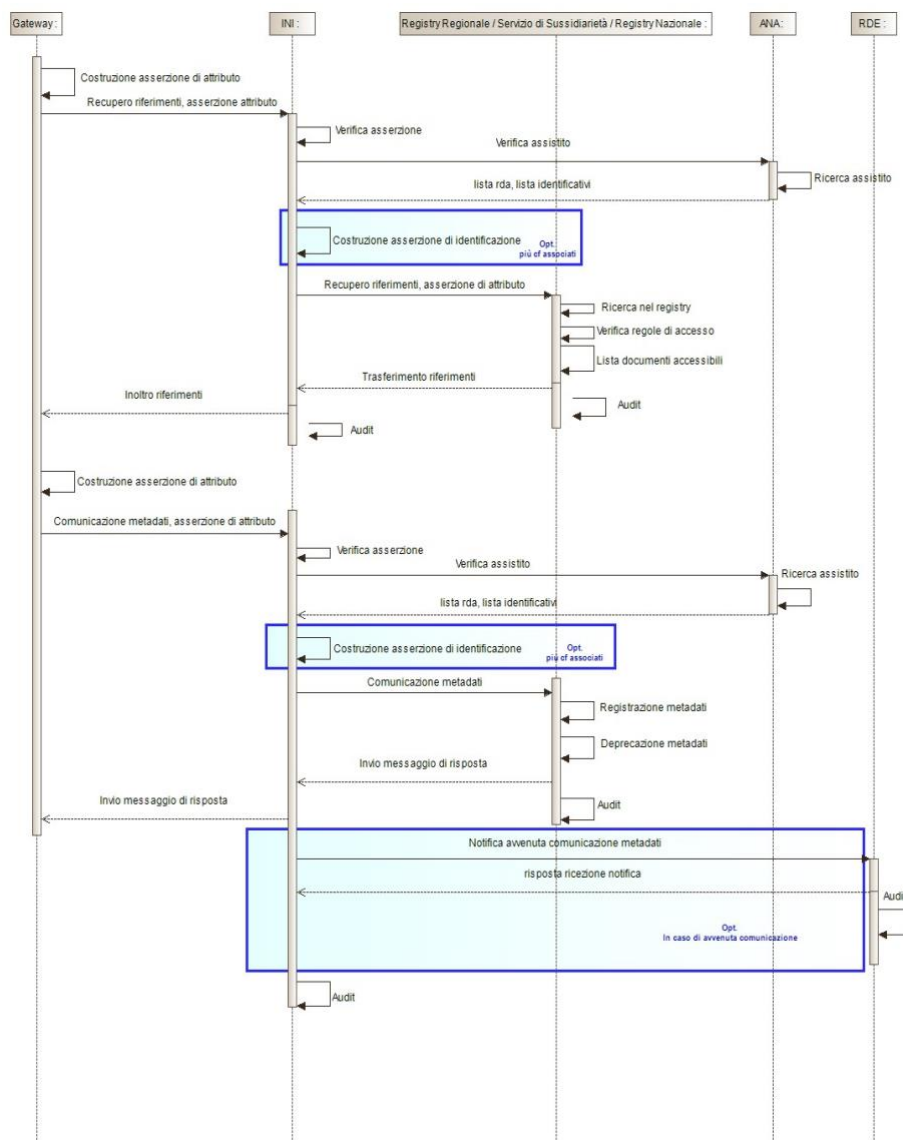 Gateway :
INI :
Registry Regionale / Servizio di Sussidiarietà / Registry Nazionale :
ANA:
RDE :
Costruzione asserzione di attributo
Recupero riferimenti, asserzione attributo
Verifica asserzione
Verifica assistito
Ricerca assistito
lista rda, lista identificativi
Costruzione asserzione di identificazione
Opt.
più cf associati
Recupero riferimenti, asserzione di attributo
Ricerca nel registry
Verifica regole di accesso
Lista documenti accessibili
Trasferimento riferimenti
Inoltro riferimenti
Audit
Audit
Costruzione asserzione di attributo
Comunicazione metadati, asserzione di attributo
Verifica asserzione
Verifica assistito
Ricerca assistito
lista rda, lista identificativi
Costruzione asserzione di identificazione
Opt.
più cf associati
Comunicazione metadati
Registrazione metadati
Deprecazione metadati
Invio messaggio di risposta
Invio messaggio di risposta
Audit
Notifica avvenuta comunicazione metadati
risposta ricezione notifica
Audi
Opt.
In caso di avvenuta comunicazione
Audit